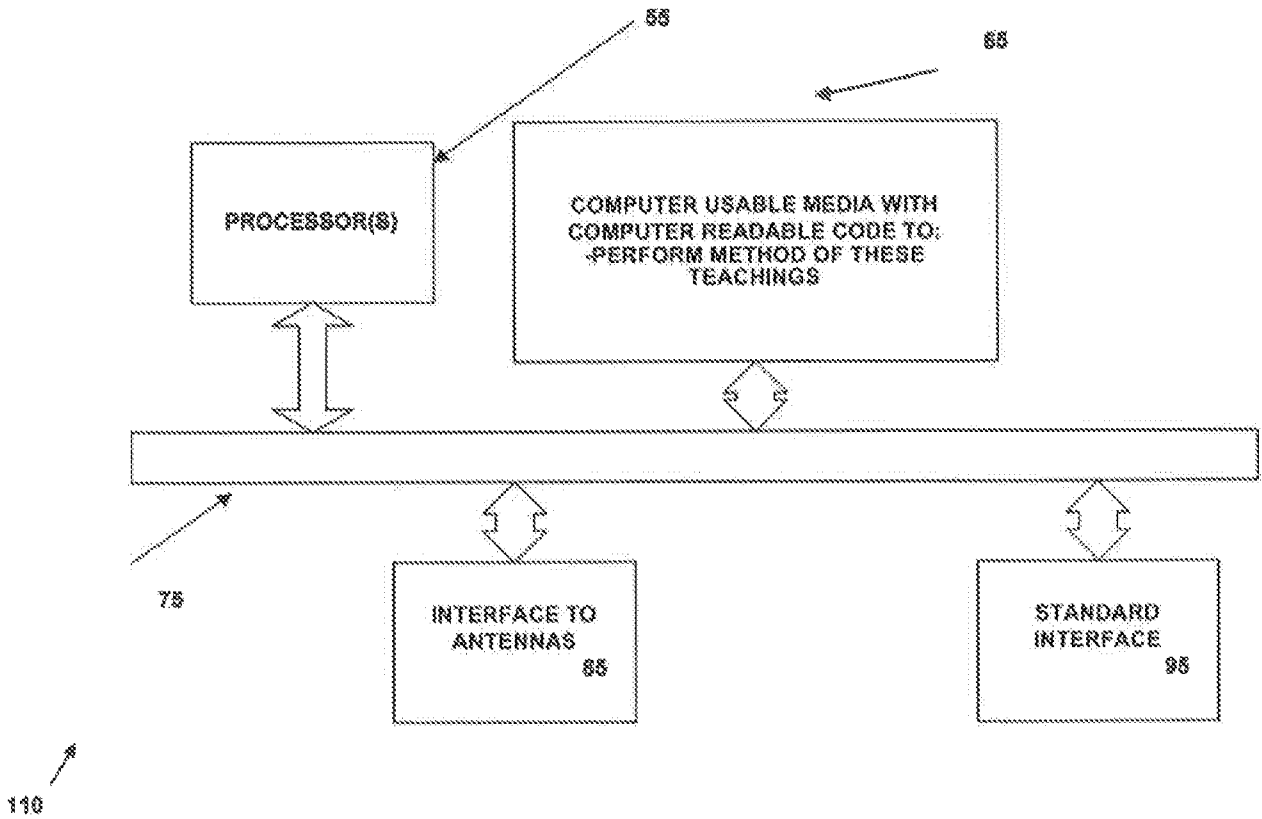 55
65
PROCESSOR(S)
COMPUTER USABLE MEDIA WITH
COMPUTER READABLE CODE TO:
-PERFORM METHOD OF THESE
TEACHINGS
75
INTERFACE TO
ANTENNAS
85
STANDARD
INTERFACE
95
110